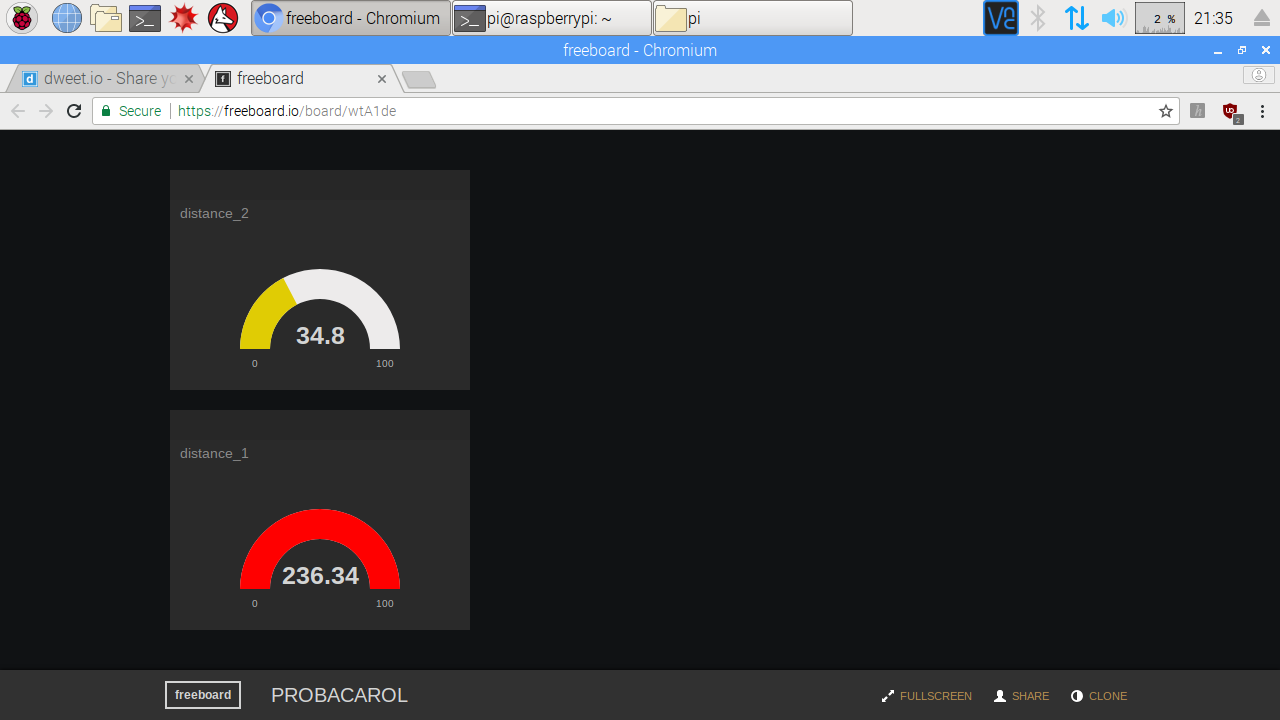 freeboard - Chromium
pi@raspberrypi: ~
pi
2 %
21:35
freeboard - Chromium
d dweet.io - Share yo
f freeboard
Secure | https://freeboard.io/board/wtA1de
h
2
distance_2
34.8
0 100
distance_1
236.34
0 100
freeboard PROBACAROL FULLSCREEN SHARE CLONE